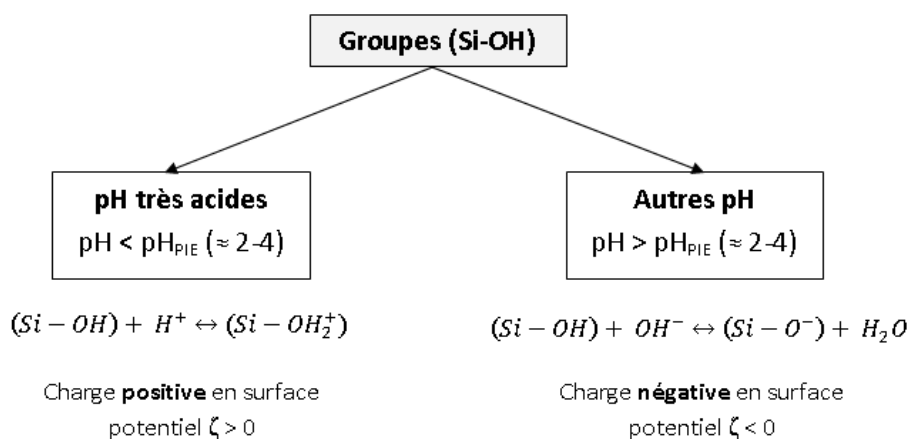 Groupes (Si-OH)
pH très acides
pH < pH_PIE (≈ 2-4)
(Si − OH) + H⁺ ↔ (Si − OH₂⁺)
Charge positive en surface
potentiel ζ > 0
Autres pH
pH > pH_PIE (≈ 2-4)
(Si − OH) + OH⁻ ↔ (Si − O⁻) + H₂O
Charge négative en surface
potentiel ζ < 0